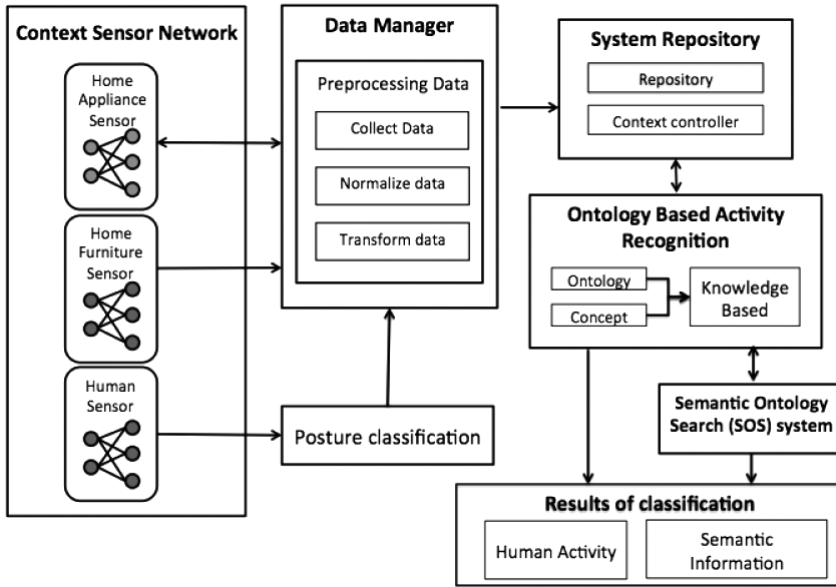 Context Sensor Network
Home
Appliance
Sensor
Home
Furniture
Sensor
Human
Sensor
Data Manager
Preprocessing Data
Collect Data
Normalize data
Transform data
Posture classification
System Repository
Repository
Context controller
Ontology Based Activity
Recognition
Ontology
Concept
Knowledge
Based
Semantic Ontology
Search (SOS) system
Results of classification
Human Activity
Semantic
Information